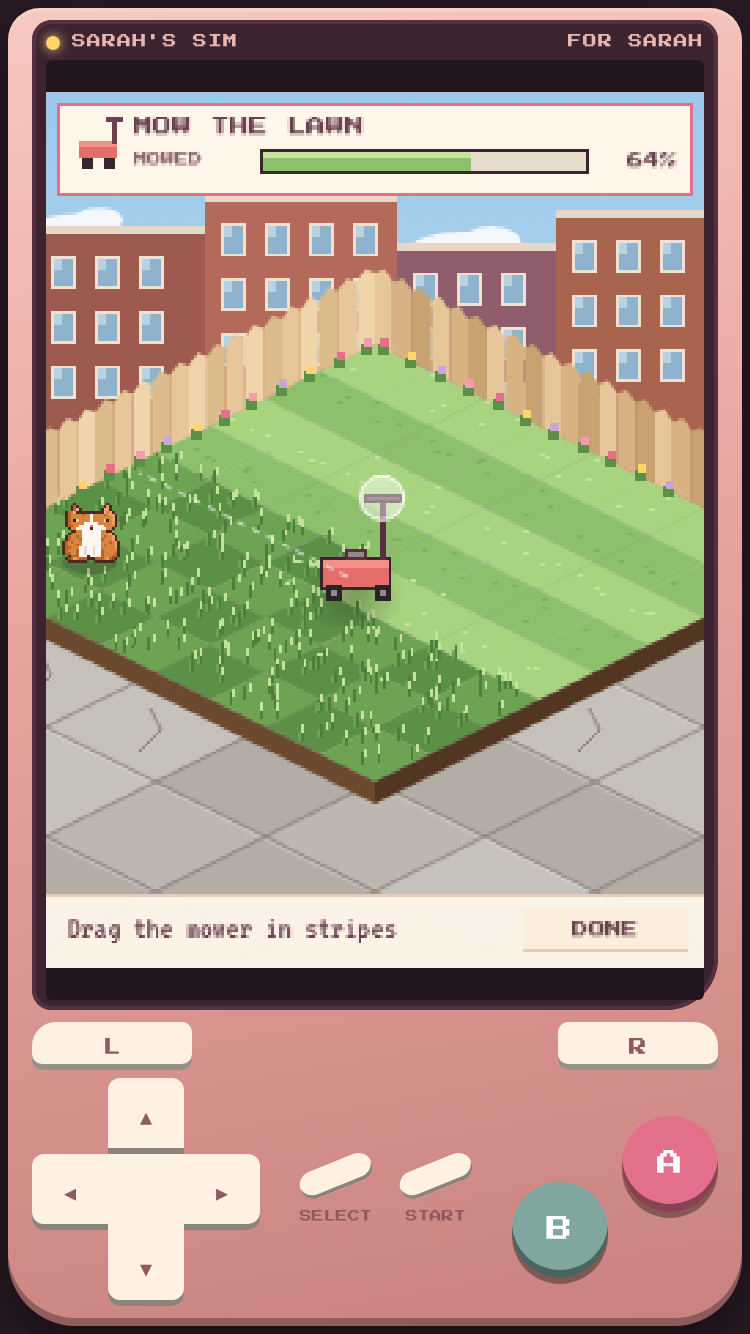 SARAH'S SIM
FOR SARAH
MOW THE LAWN
MOWED
64%
Drag the mower in stripes
DONE
L
R
SELECT
START
A
B